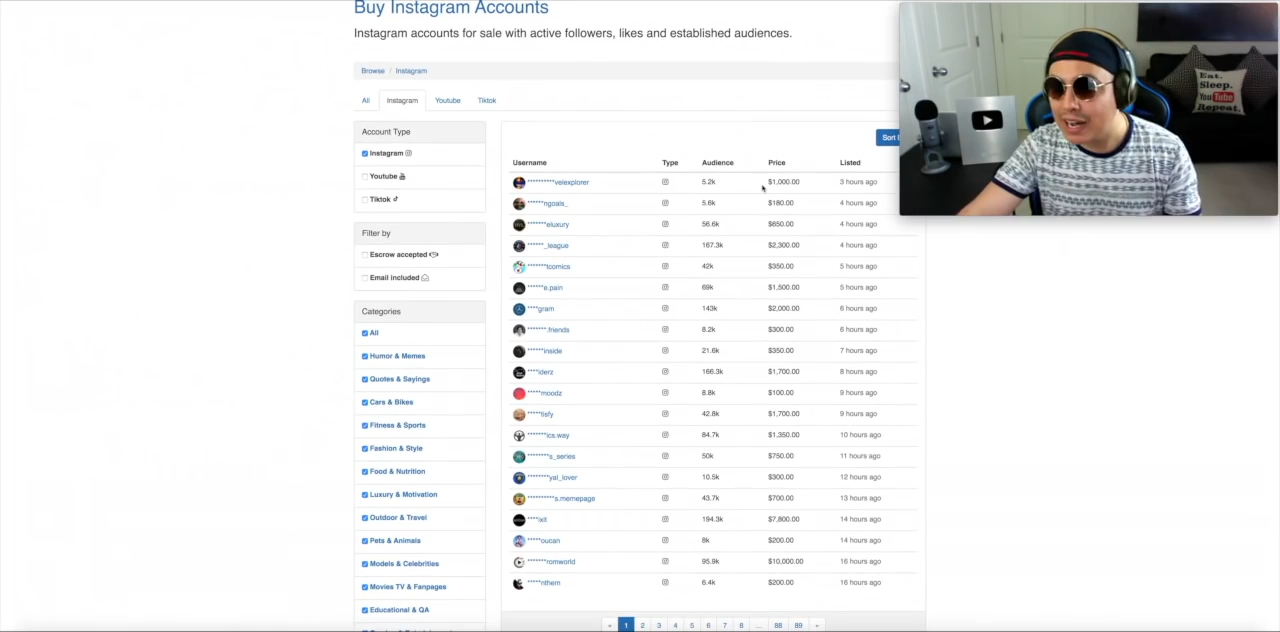 Buy Instagram Accounts
Instagram accounts for sale with active followers, likes and established audiences.
Browse / Instagram
All Instagram Youtube Tiktok
Account Type
Instagram
Youtube
Tiktok
Filter by
Escrow accepted
Email included
Categories
All
Humor & Memes
Quotes & Sayings
Cars & Bikes
Fitness & Sports
Fashion & Style
Food & Nutrition
Luxury & Motivation
Outdoor & Travel
Pets & Animals
Models & Celebrities
Movies TV & Fanpages
Educational & QA
Sort
Username Type Audience Price Listed
**********velexplorer 5.2k $1,000.00 3 hours ago
******ngoals_ 5.6k $180.00 4 hours ago
*******eluxury 56.6k $650.00 4 hours ago
******_league 167.3k $2,300.00 4 hours ago
*******tcomics 42k $350.00 5 hours ago
******e.pain 69k $1,500.00 5 hours ago
****gram 143k $2,000.00 6 hours ago
*******.friends 8.2k $300.00 6 hours ago
******inside 21.6k $350.00 7 hours ago
****iderz 166.3k $1,700.00 8 hours ago
*****moodz 8.8k $100.00 9 hours ago
*****tisfy 42.8k $1,700.00 9 hours ago
*******ics.way 84.7k $1,350.00 10 hours ago
********s_series 50k $750.00 11 hours ago
********yal_lover 10.5k $300.00 12 hours ago
**********s.memepage 43.7k $700.00 13 hours ago
194.3k $7,800.00 14 hours ago
*****oucan 8k $200.00 14 hours ago
*******romworld 95.9k $10,000.00 16 hours ago
*****nthem 6.4k $200.00 16 hours ago
« 1 2 3 4 5 6 7 8 ... 88 89 »
Eat.
Sleep.
YouTube
Repeat.